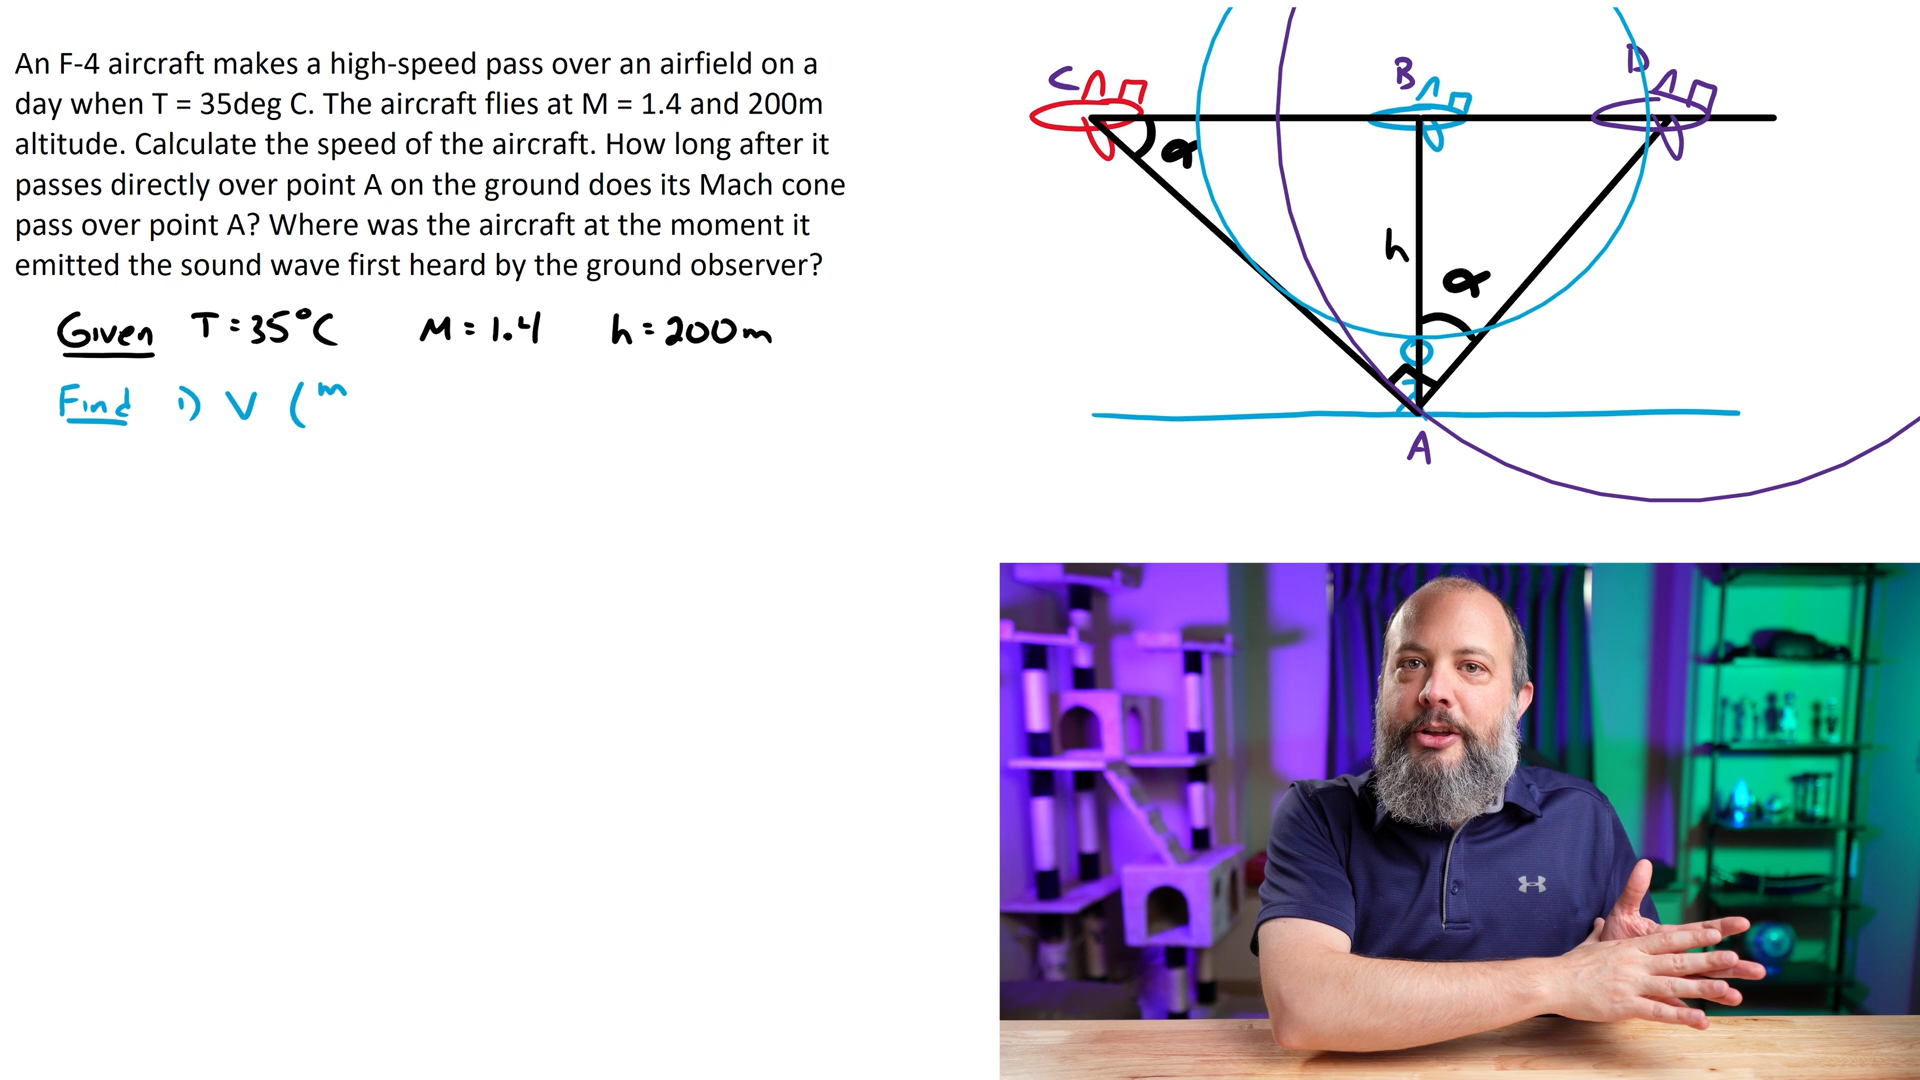 An F-4 aircraft makes a high-speed pass over an airfield on a
day when T = 35deg C. The aircraft flies at M = 1.4 and 200m
altitude. Calculate the speed of the aircraft. How long after it
passes directly over point A on the ground does its Mach cone
pass over point A? Where was the aircraft at the moment it
emitted the sound wave first heard by the ground observer?
Given T = 35°C M = 1.4 h = 200m
Find 1) V (m
C B D
α
h α
A